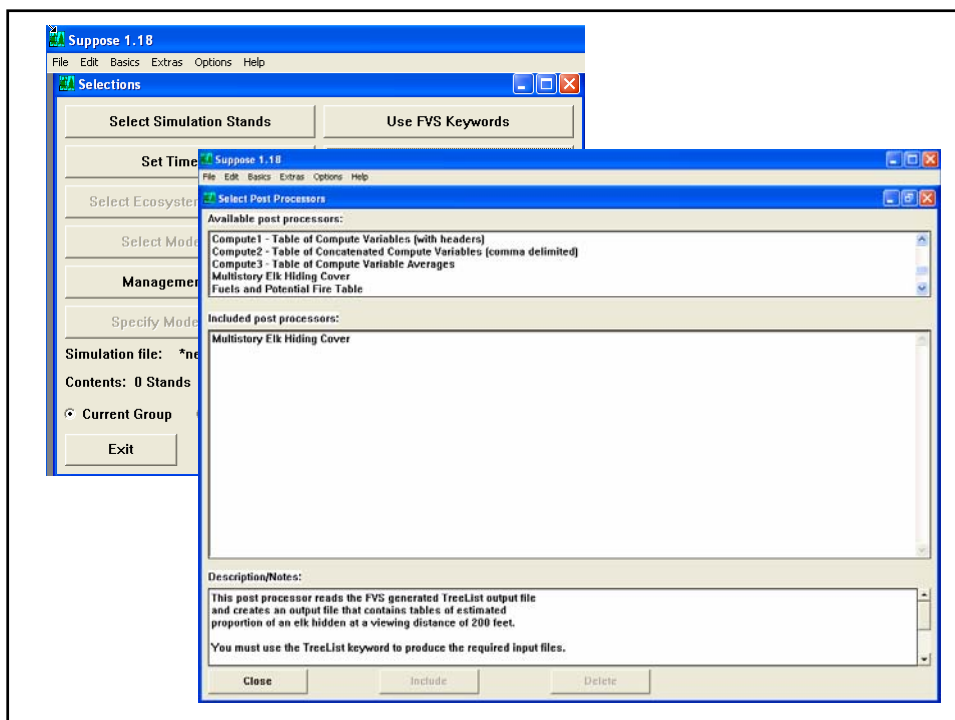 Suppose 1.18
File Edit Basics Extras Options Help
Selections
Select Simulation Stands
Use FVS Keywords
Set Time
Select Ecosyster
Select Mode
Managemer
Specify Mode
Simulation file: *ne
Contents: 0 Stands
Current Group
Exit
Suppose 1.18
File Edit Basics Extras Options Help
Select Post Processors
Available post processors:
Compute1 - Table of Compute Variables (with headers)
Compute2 - Table of Concatenated Compute Variables (comma delimited)
Compute3 - Table of Compute Variable Averages
Multistory Elk Hiding Cover
Fuels and Potential Fire Table
Included post processors:
Multistory Elk Hiding Cover
Description/Notes:
This post processor reads the FVS generated TreeList output file
and creates an output file that contains tables of estimated
proportion of an elk hidden at a viewing distance of 200 feet.
You must use the TreeList keyword to produce the required input files.
Close
Include
Delete